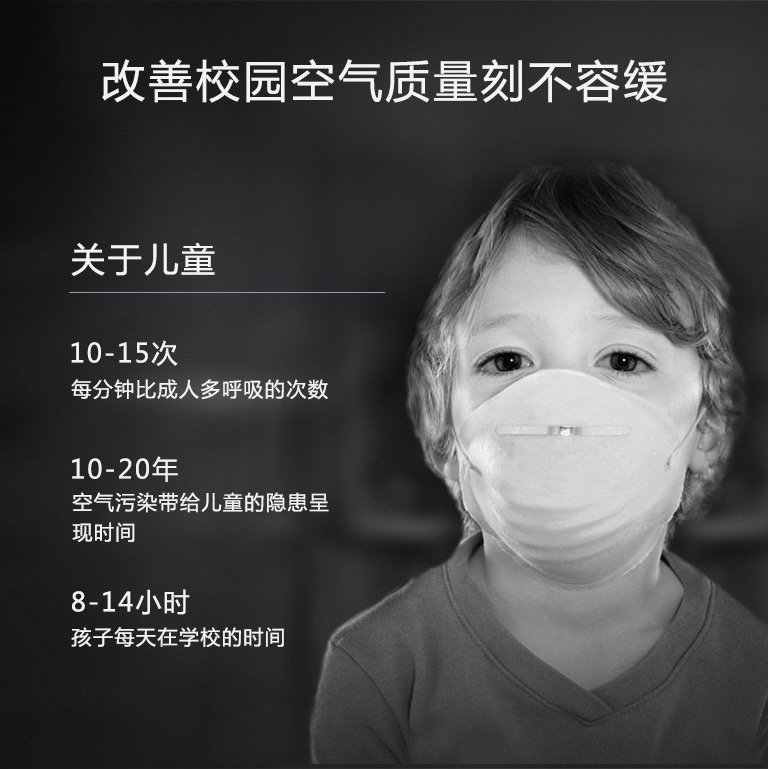 改善校园空气质量刻不容缓
关于儿童
10-15次
每分钟比成人多呼吸的次数
10-20年
空气污染带给儿童的隐患呈
现时间
8-14小时
孩子每天在学校的时间